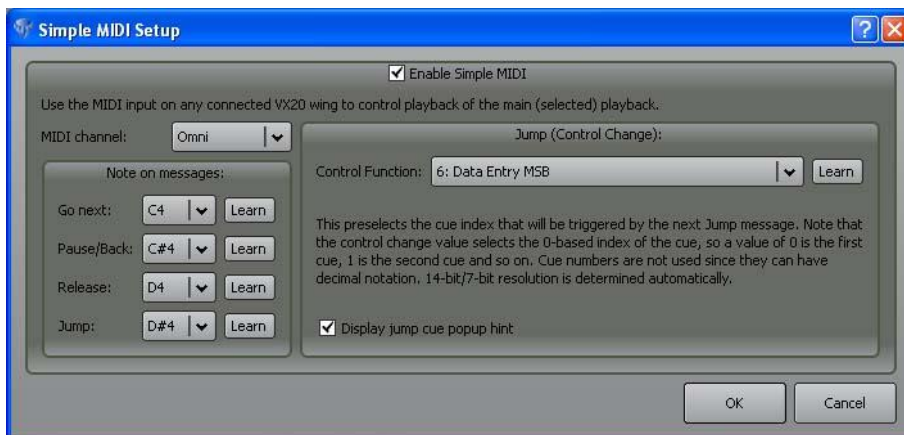 Simple MIDI Setup
Enable Simple MIDI
Use the MIDI input on any connected VX20 wing to control playback of the main (selected) playback.
MIDI channel: Omni
Note on messages:
Go next: C4 Learn
Pause/Back: C#4 Learn
Release: D4 Learn
Jump: D#4 Learn
Jump (Control Change):
Control Function: 6: Data Entry MSB Learn
This preselects the cue index that will be triggered by the next Jump message. Note that
the control change value selects the 0-based index of the cue, so a value of 0 is the first
cue, 1 is the second cue and so on. Cue numbers are not used since they can have
decimal notation. 14-bit/7-bit resolution is determined automatically.
Display jump cue popup hint
OK Cancel